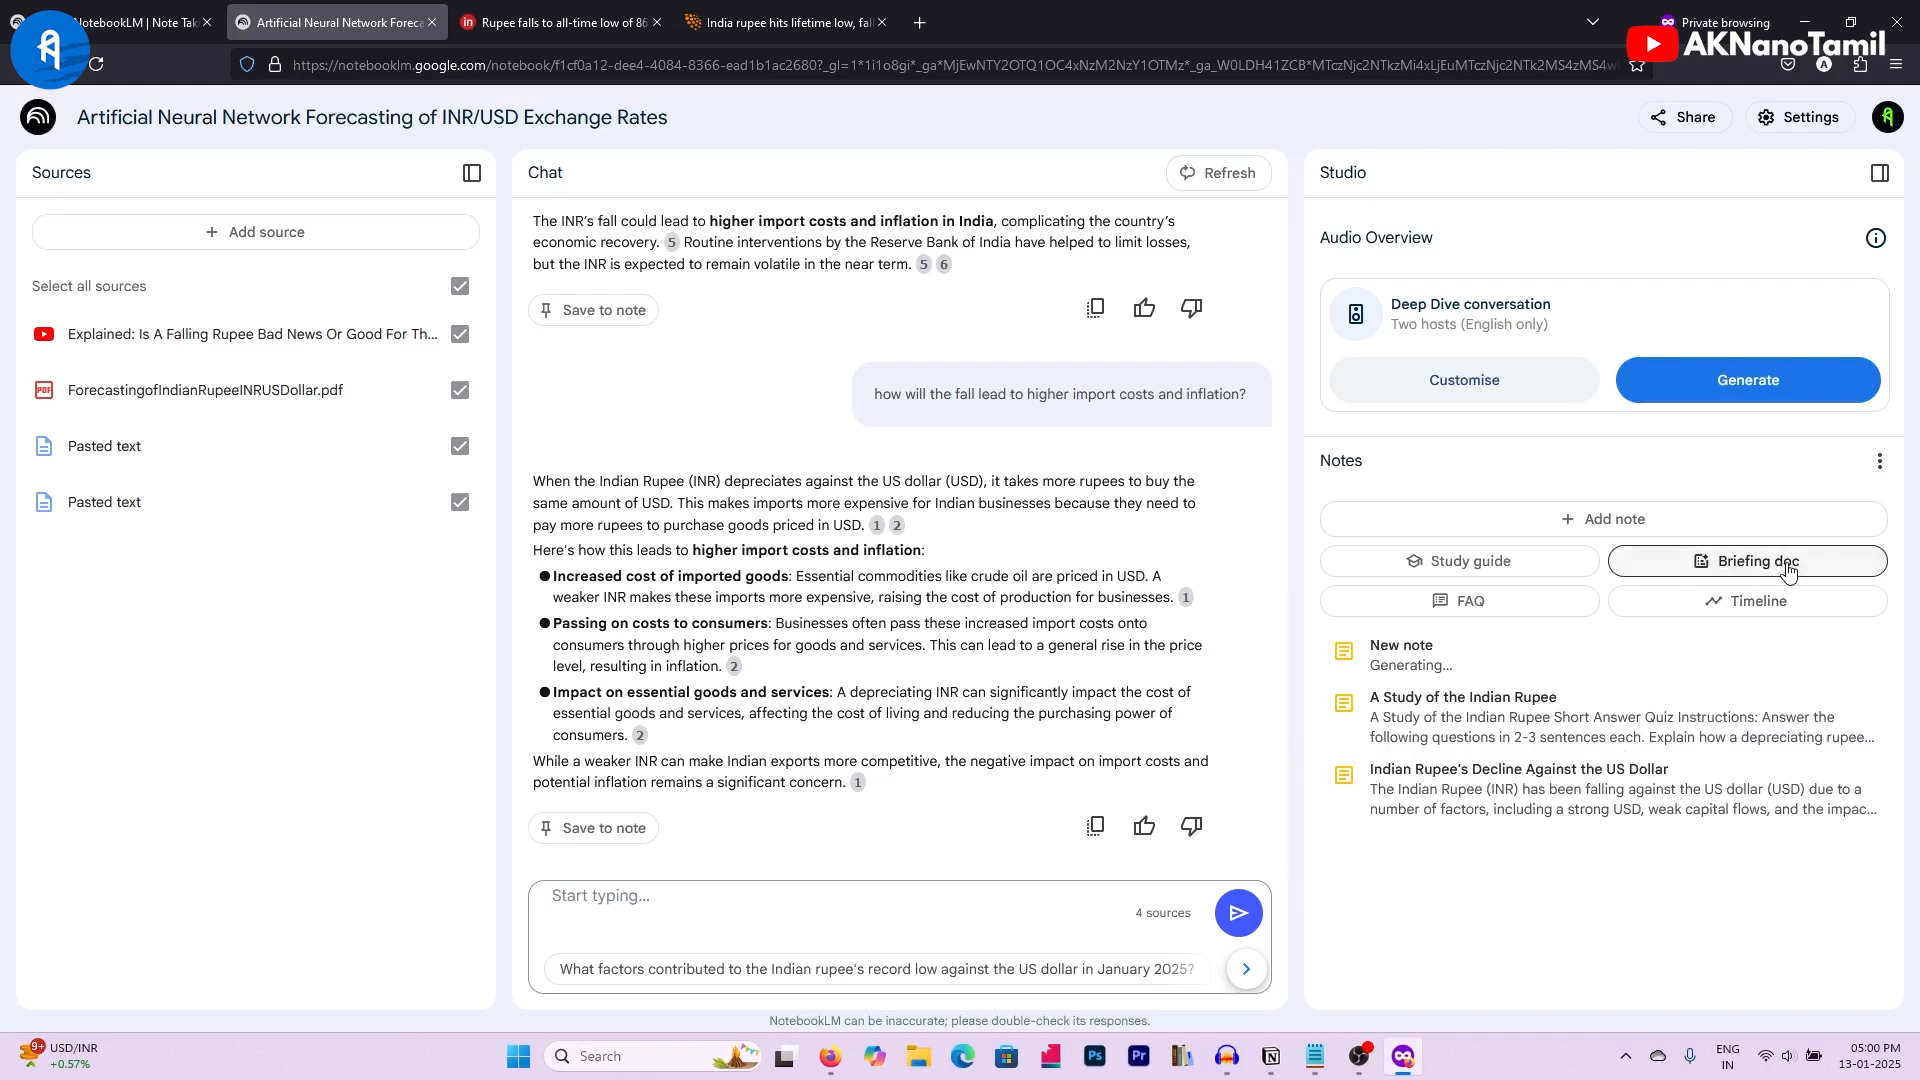 NotebookLM | Note Tak
Artificial Neural Network Foreca
Rupee falls to all-time low of 86
India rupee hits lifetime low, fal
Private browsing
AKNanoTamil
Artificial Neural Network Forecasting of INR/USD Exchange Rates
Share
Settings
Sources
Add source
Select all sources
Explained: Is A Falling Rupee Bad News Or Good For Th...
PDF
ForecastingofIndianRupeeINRUSDollar.pdf
Pasted text
Pasted text
Chat
Refresh
The INR's fall could lead to higher import costs and inflation in India, complicating the country's
economic recovery. 5 Routine interventions by the Reserve Bank of India have helped to limit losses,
but the INR is expected to remain volatile in the near term. 5 6
Save to note
how will the fall lead to higher import costs and inflation?
When the Indian Rupee (INR) depreciates against the US dollar (USD), it takes more rupees to buy the
same amount of USD. This makes imports more expensive for Indian businesses because they need to
pay more rupees to purchase goods priced in USD. 1 2
Here's how this leads to higher import costs and inflation:
● Increased cost of imported goods: Essential commodities like crude oil are priced in USD. A
weaker INR makes these imports more expensive, raising the cost of production for businesses. 1
● Passing on costs to consumers: Businesses often pass these increased import costs onto
consumers through higher prices for goods and services. This can lead to a general rise in the price
level, resulting in inflation. 2
● Impact on essential goods and services: A depreciating INR can significantly impact the cost of
essential goods and services, affecting the cost of living and reducing the purchasing power of
consumers. 2
While a weaker INR can make Indian exports more competitive, the negative impact on import costs and
potential inflation remains a significant concern. 1
Save to note
Start typing...
4 sources
What factors contributed to the Indian rupee's record low against the US dollar in January 2025?
NotebookLM can be inaccurate; please double-check its responses.
Studio
Audio Overview
Deep Dive conversation
Two hosts (English only)
Customise
Generate
Notes
Add note
Study guide
Briefing doc
FAQ
Timeline
New note
Generating...
A Study of the Indian Rupee
A Study of the Indian Rupee Short Answer Quiz Instructions: Answer the
following questions in 2-3 sentences each. Explain how a depreciating rupee...
Indian Rupee's Decline Against the US Dollar
The Indian Rupee (INR) has been falling against the US dollar (USD) due to a
number of factors, including a strong USD, weak capital flows, and the impac...
9+
USD/INR
+0.57%
Search
Ps
Pr
ENG
IN
05:00 PM
13-01-2025